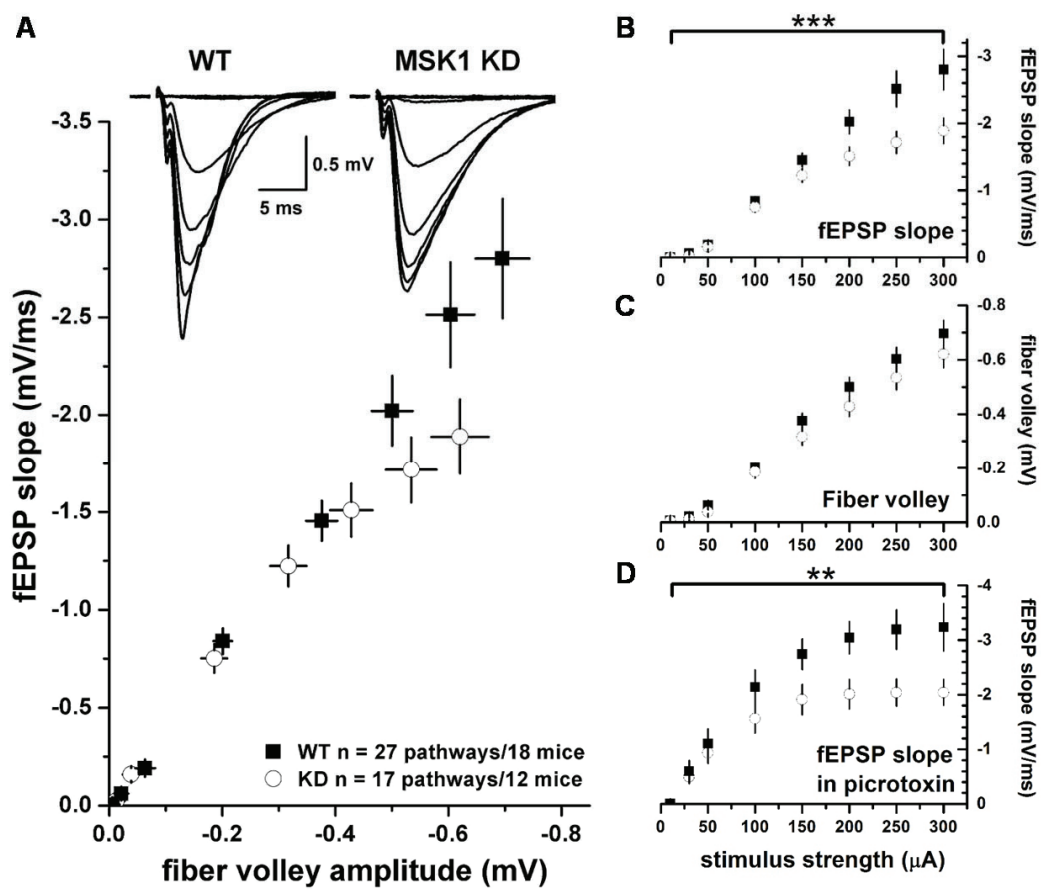 A
WT
MSK1 KD
0.5 mV
5 ms
-3.5
-3.0
-2.5
-2.0
-1.5
-1.0
-0.5
0.0
fEPSP slope (mV/ms)
WT n = 27 pathways/18 mice
KD n = 17 pathways/12 mice
0.0 -0.2 -0.4 -0.6 -0.8
fiber volley amplitude (mV)
B
***
-3
-2
-1
0
fEPSP slope (mV/ms)
fEPSP slope
0 50 100 150 200 250 300
C
-0.8
-0.6
-0.4
-0.2
0.0
fiber volley (mV)
Fiber volley
0 50 100 150 200 250 300
D
**
-4
-3
-2
-1
0
fEPSP slope (mV/ms)
fEPSP slope
in picrotoxin
0 50 100 150 200 250 300
stimulus strength (µA)